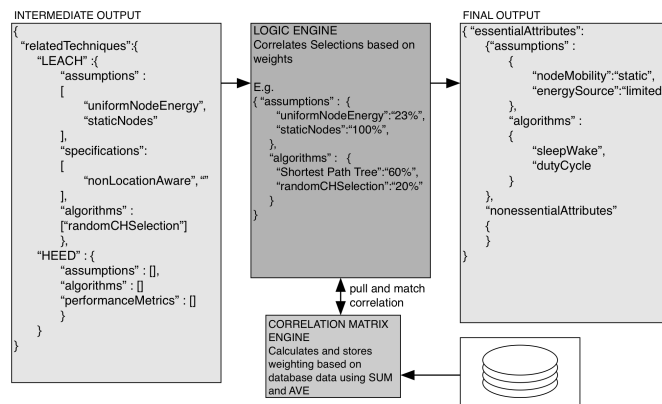 INTERMEDIATE OUTPUT
{
"relatedTechniques":{
"LEACH" :{
"assumptions" :
[
"uniformNodeEnergy",
"staticNodes"
],
"specifications":
[
"nonLocationAware",""
],
"algorithms" :
["randomCHSelection"]
},
"HEED" : {
"assumptions" : [],
"algorithms" : []
"performanceMetrics" : []
}
}
}
LOGIC ENGINE
Correlates Selections based on
weights
E.g.
{ "assumptions" : {
"uniformNodeEnergy":"23%",
"staticNodes":"100%",
},
"algorithms" : {
"Shortest Path Tree":"60%",
"randomCHSelection":"20%"
}
}
pull and match
correlation
CORRELATION MATRIX
ENGINE
Calculates and stores
weighting based on
database data using SUM
and AVE
FINAL OUTPUT
{ "essentialAttributes":
{"assumptions" :
{
"nodeMobility":"static",
"energySource":"limited
},
"algorithms" :
{
"sleepWake",
"dutyCycle
}
},
"nonessentialAttributes"
{
}
}